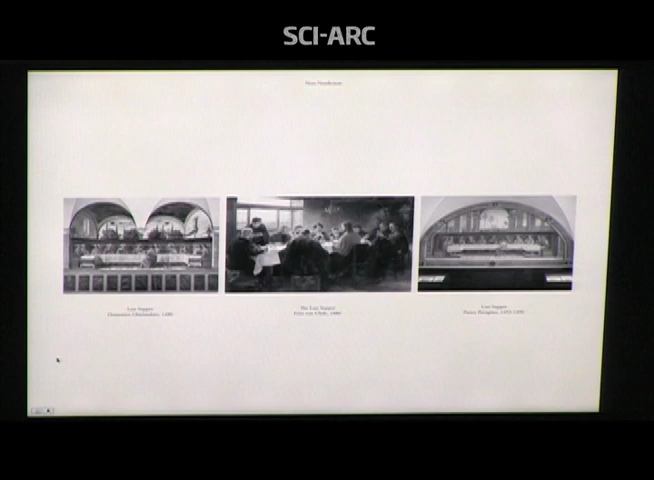 SCI-ARC
Last Supper
Domenico Ghirlandaio, 1480
The Last Supper
Fritz von Uhde, 1886
Last Supper
Pietro Perugino, 1493-1496